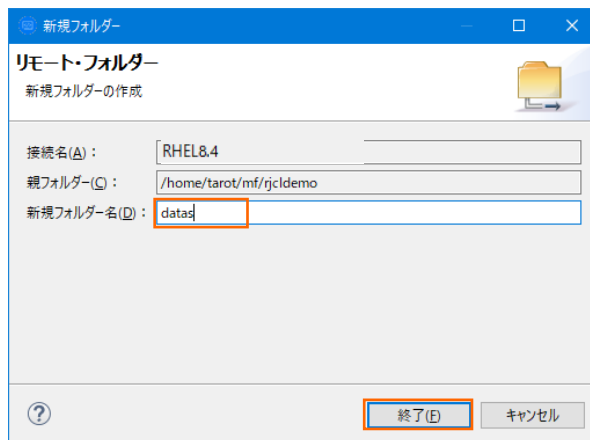 新規フォルダー
リモート・フォルダー
新規フォルダーの作成
接続名(A)： RHEL8.4
親フォルダー(C)： /home/tarot/mf/rjcldemo
新規フォルダー名(D)： datas
終了(F) キャンセル